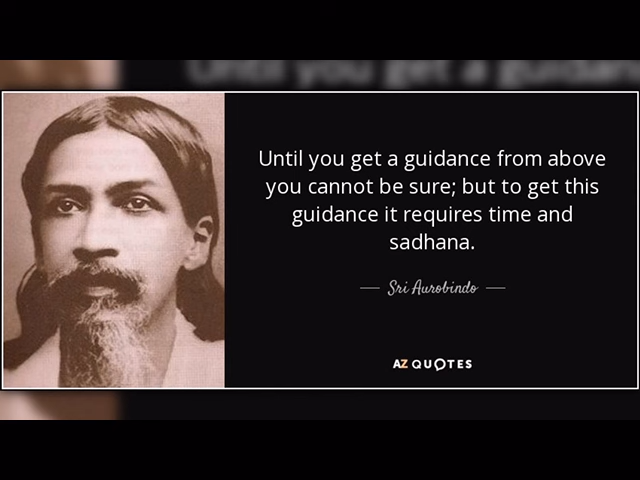 Until you get a guidance from above
you cannot be sure; but to get this
guidance it requires time and
sadhana.
Sri Aurobindo
AZ QUOTES